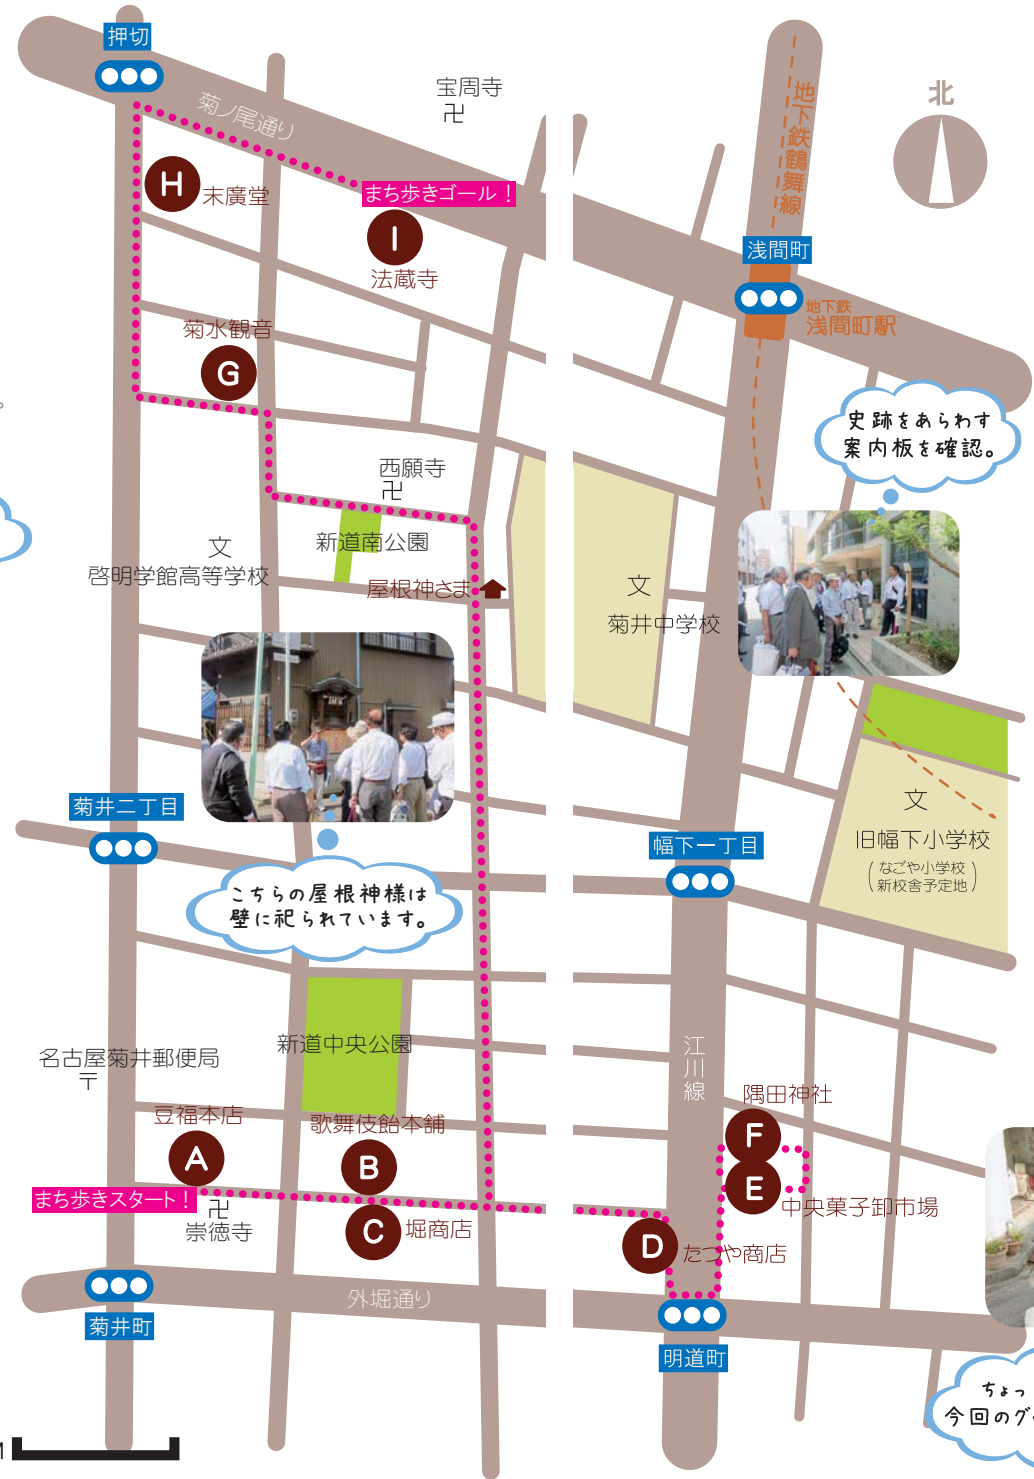 押切
菊ノ尾通り
宝周寺
卍
地下鉄鶴舞線
北
H
末廣堂
まち歩きゴール！
I
法蔵寺
浅間町
地下鉄
浅間町駅
菊水観音
G
史跡をあらわす
案内板を確認。
西願寺
卍
新道南公園
文
啓明学館高等学校
屋根神さま
文
菊井中学校
菊井二丁目
文
旧幅下小学校
（なごや小学校
新校舎予定地）
幅下一丁目
こちらの屋根神様は
壁に祀られています。
新道中央公園
名古屋菊井郵便局
〒
江川線
豆福本店
A
歌舞伎飴本舗
B
隅田神社
F
E
中央菓子卸市場
まち歩きスタート！
卍
崇徳寺
C
堀商店
D
たつや商店
外堀通り
菊井町
明道町
ちょっ
今回のグ